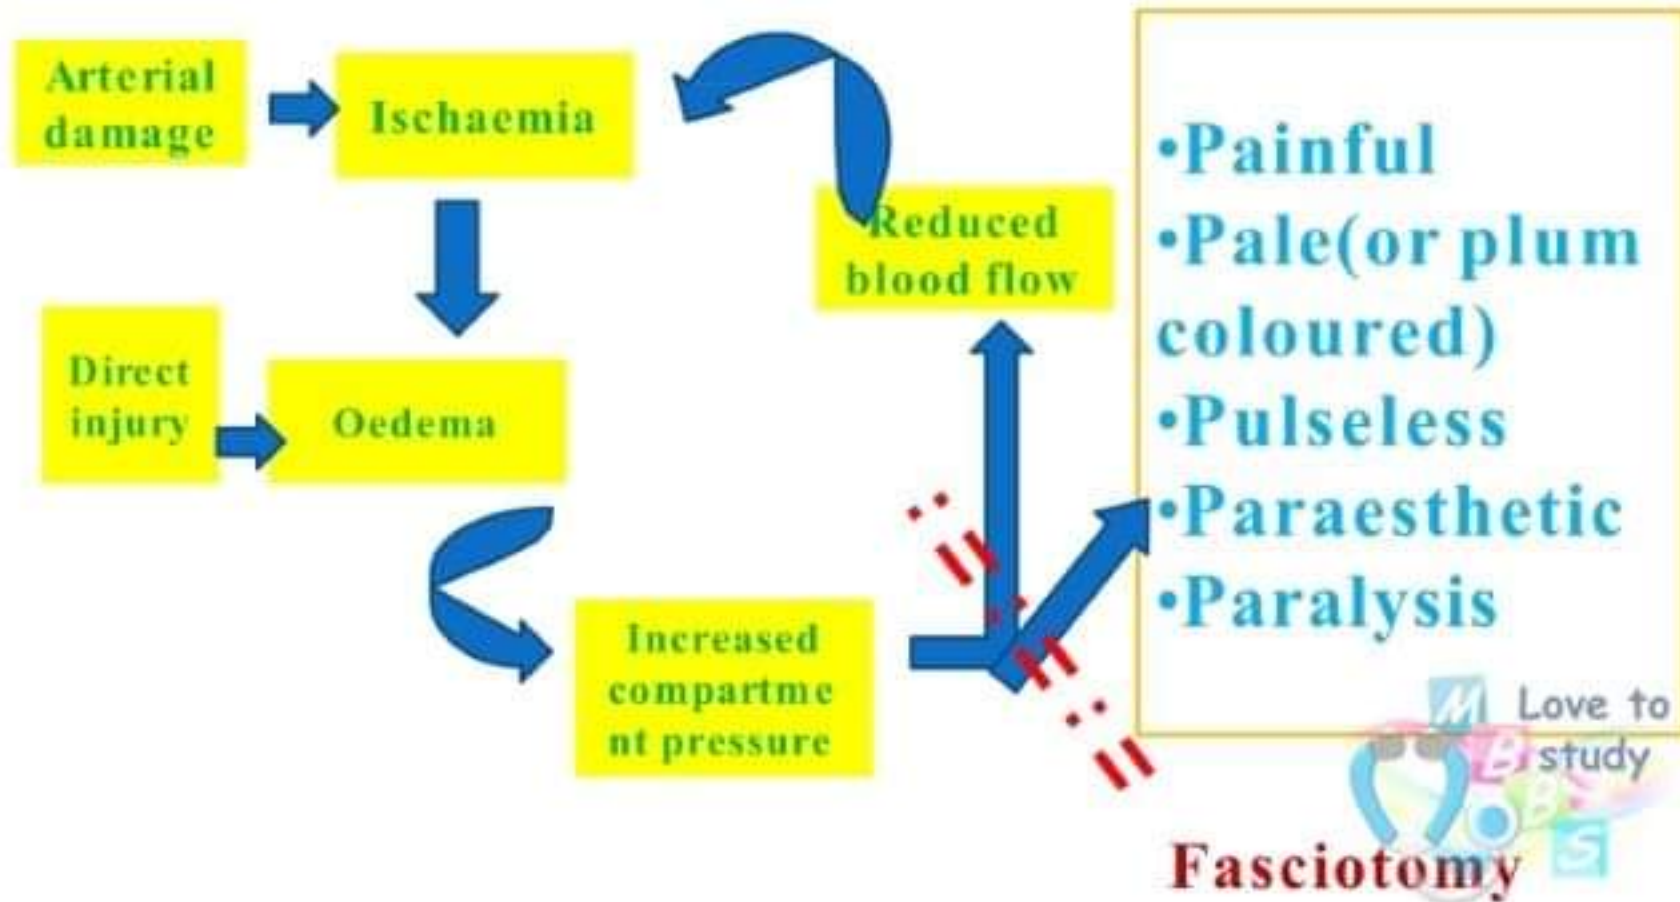 Arterial
damage
Ischaemia
Reduced
blood flow
Direct
injury
Oedema
Increased
compartme
nt pressure
•Painful
•Pale(or plum
coloured)
•Pulseless
•Paraesthetic
•Paralysis
Fasciotomy
M
B
B
S
Love to
study